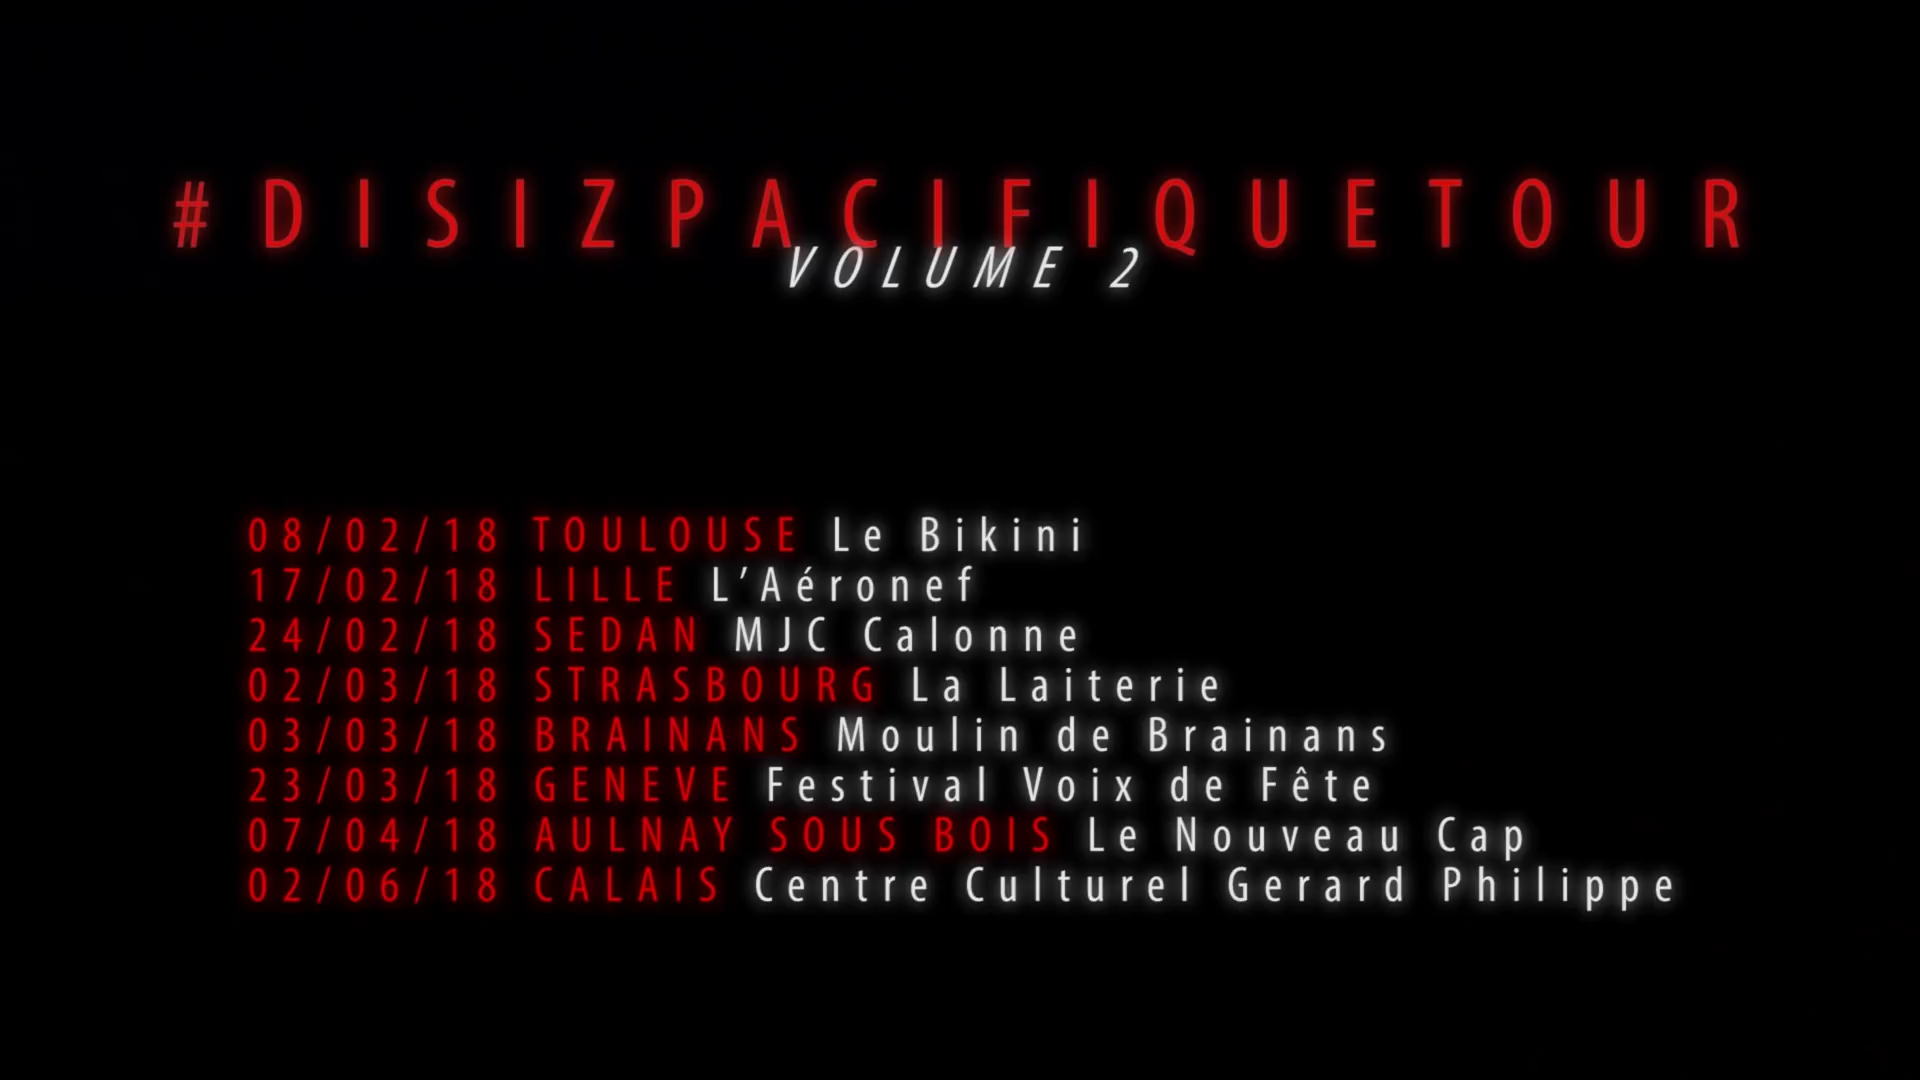 #DISIZPACIFIQUETOUR
VOLUME 2
08/02/18 TOULOUSE Le Bikini
17/02/18 LILLE L’Aéronef
24/02/18 SEDAN MJC Calonne
02/03/18 STRASBOURG La Laiterie
03/03/18 BRAINANS Moulin de Brainans
23/03/18 GENEVE Festival Voix de Fête
07/04/18 AULNAY SOUS BOIS Le Nouveau Cap
02/06/18 CALAIS Centre Culturel Gerard Philippe